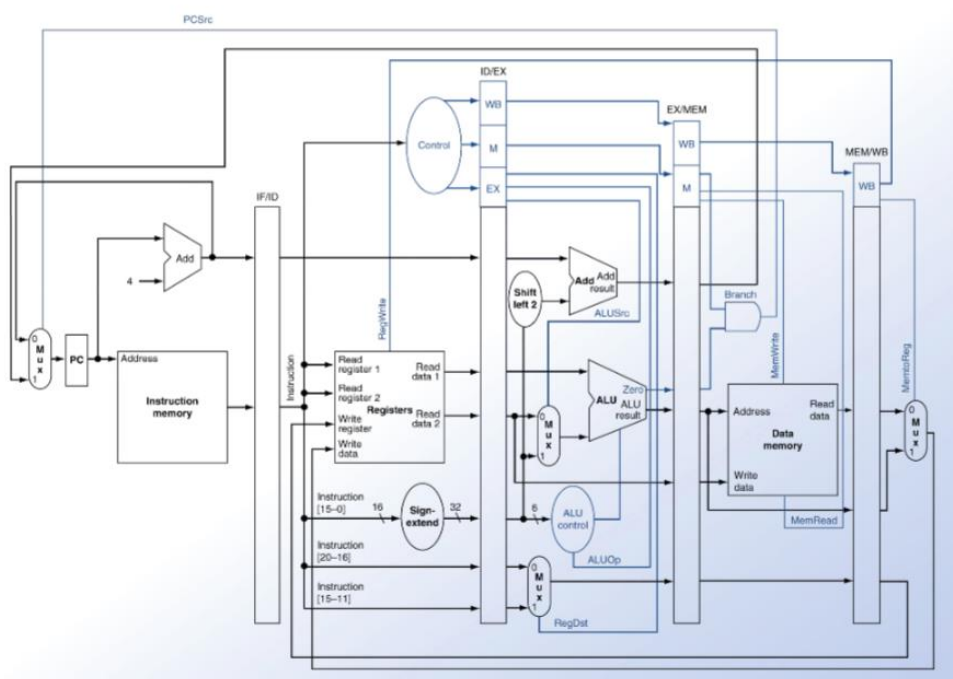 PCSrc
ID/EX
WB
EX/MEM
Control
M
WB
MEM/WB
EX
M
WB
IF/ID
Add
4
Add
Add
result
Shift
left 2
Branch
ALUSrc
RegWrite
MemWrite
MemtoReg
0
M
u
x
1
PC
Address
Instruction
memory
Instruction
Read
register 1
Read
register 2
Write
register
Write
data
Registers
Read
data 1
Read
data 2
0
M
u
x
1
Zero
ALU
ALU
result
Address
Read
data
Data
memory
Write
data
0
M
u
x
1
MemRead
Instruction
[15–0]
16
Sign-
extend
32
6
ALU
control
ALUOp
Instruction
[20–16]
Instruction
[15–11]
0
M
u
x
1
RegDst